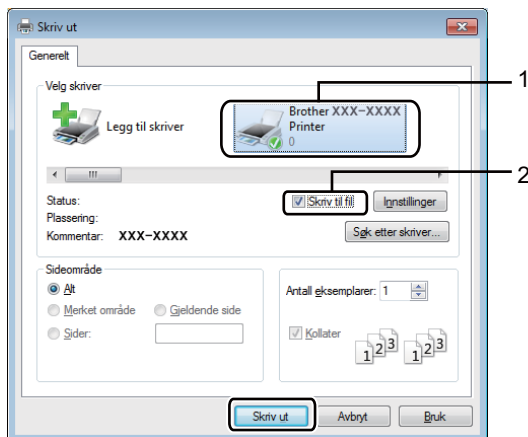 Skriv ut
Generelt
Velg skriver
Legg til skriver
Brother XXX-XXXX
Printer
0
1
Status:
Skriv til fil
Innstillinger
2
Plassering:
Kommentar: XXX-XXXX
Søk etter skriver...
Sideområde
Alt
Merket område
Gjeldende side
Sider:
Antall eksemplarer: 1
Kollater
1 2 3 1 2 3
Skriv ut
Avbryt
Bruk